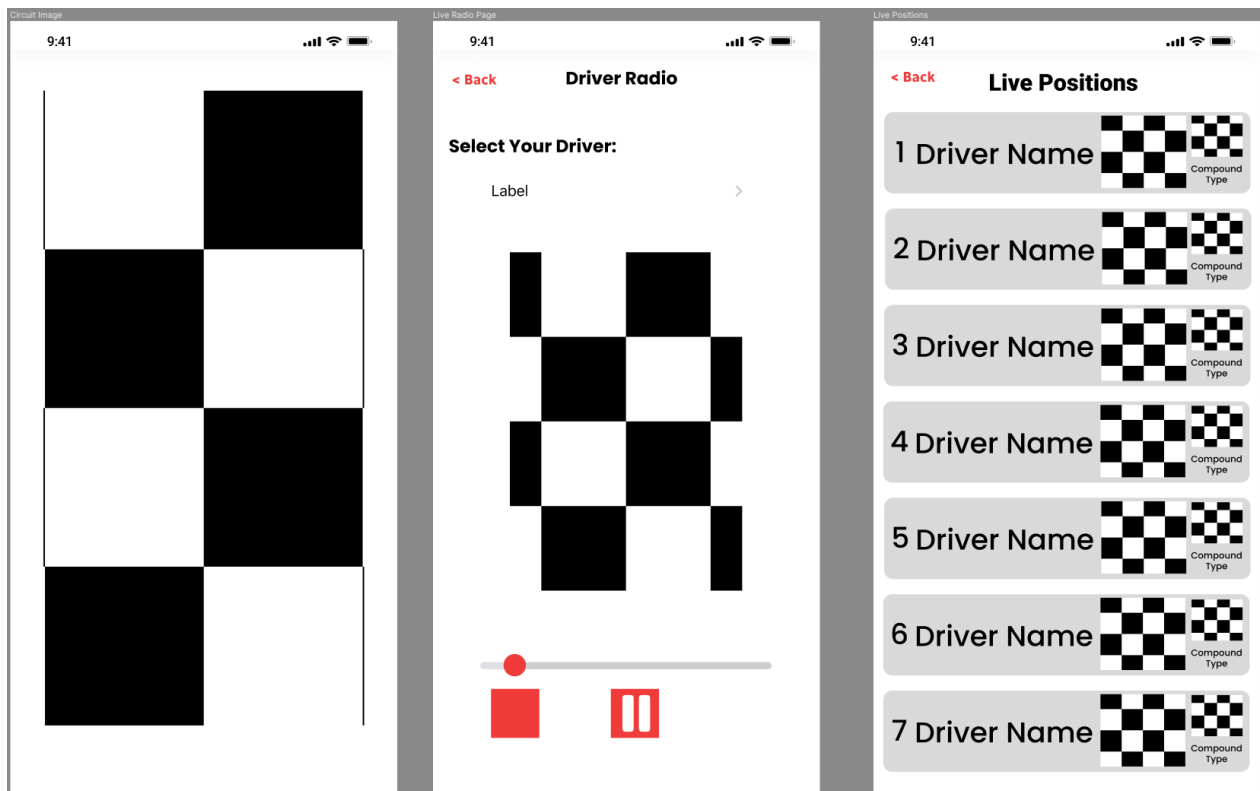 Circuit Image
9:41
Live Radio Page
9:41
< Back
Driver Radio
Select Your Driver:
Label
Live Positions
9:41
< Back
Live Positions
1 Driver Name
Compound
Type
2 Driver Name
Compound
Type
3 Driver Name
Compound
Type
4 Driver Name
Compound
Type
5 Driver Name
Compound
Type
6 Driver Name
Compound
Type
7 Driver Name
Compound
Type